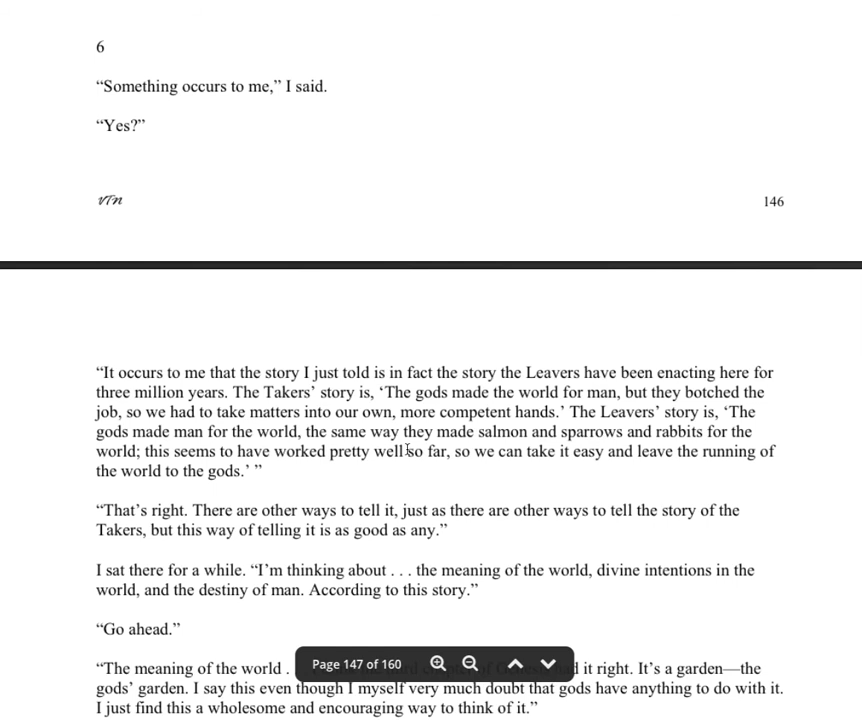 6
“Something occurs to me,” I said.
“Yes?”
VTN
146
“It occurs to me that the story I just told is in fact the story the Leavers have been enacting here for
three million years. The Takers’ story is, ‘The gods made the world for man, but they botched the
job, so we had to take matters into our own, more competent hands.’ The Leavers’ story is, ‘The
gods made man for the world, the same way they made salmon and sparrows and rabbits for the
world; this seems to have worked pretty well so far, so we can take it easy and leave the running of
the world to the gods.’ ”
“That’s right. There are other ways to tell it, just as there are other ways to tell the story of the
Takers, but this way of telling it is as good as any.”
I sat there for a while. “I’m thinking about . . . the meaning of the world, divine intentions in the
world, and the destiny of man. According to this story.”
“Go ahead.”
“The meaning of the world . it right. It’s a garden—the
Page 147 of 160
gods’ garden. I say this even though I myself very much doubt that gods have anything to do with it.
I just find this a wholesome and encouraging way to think of it.”